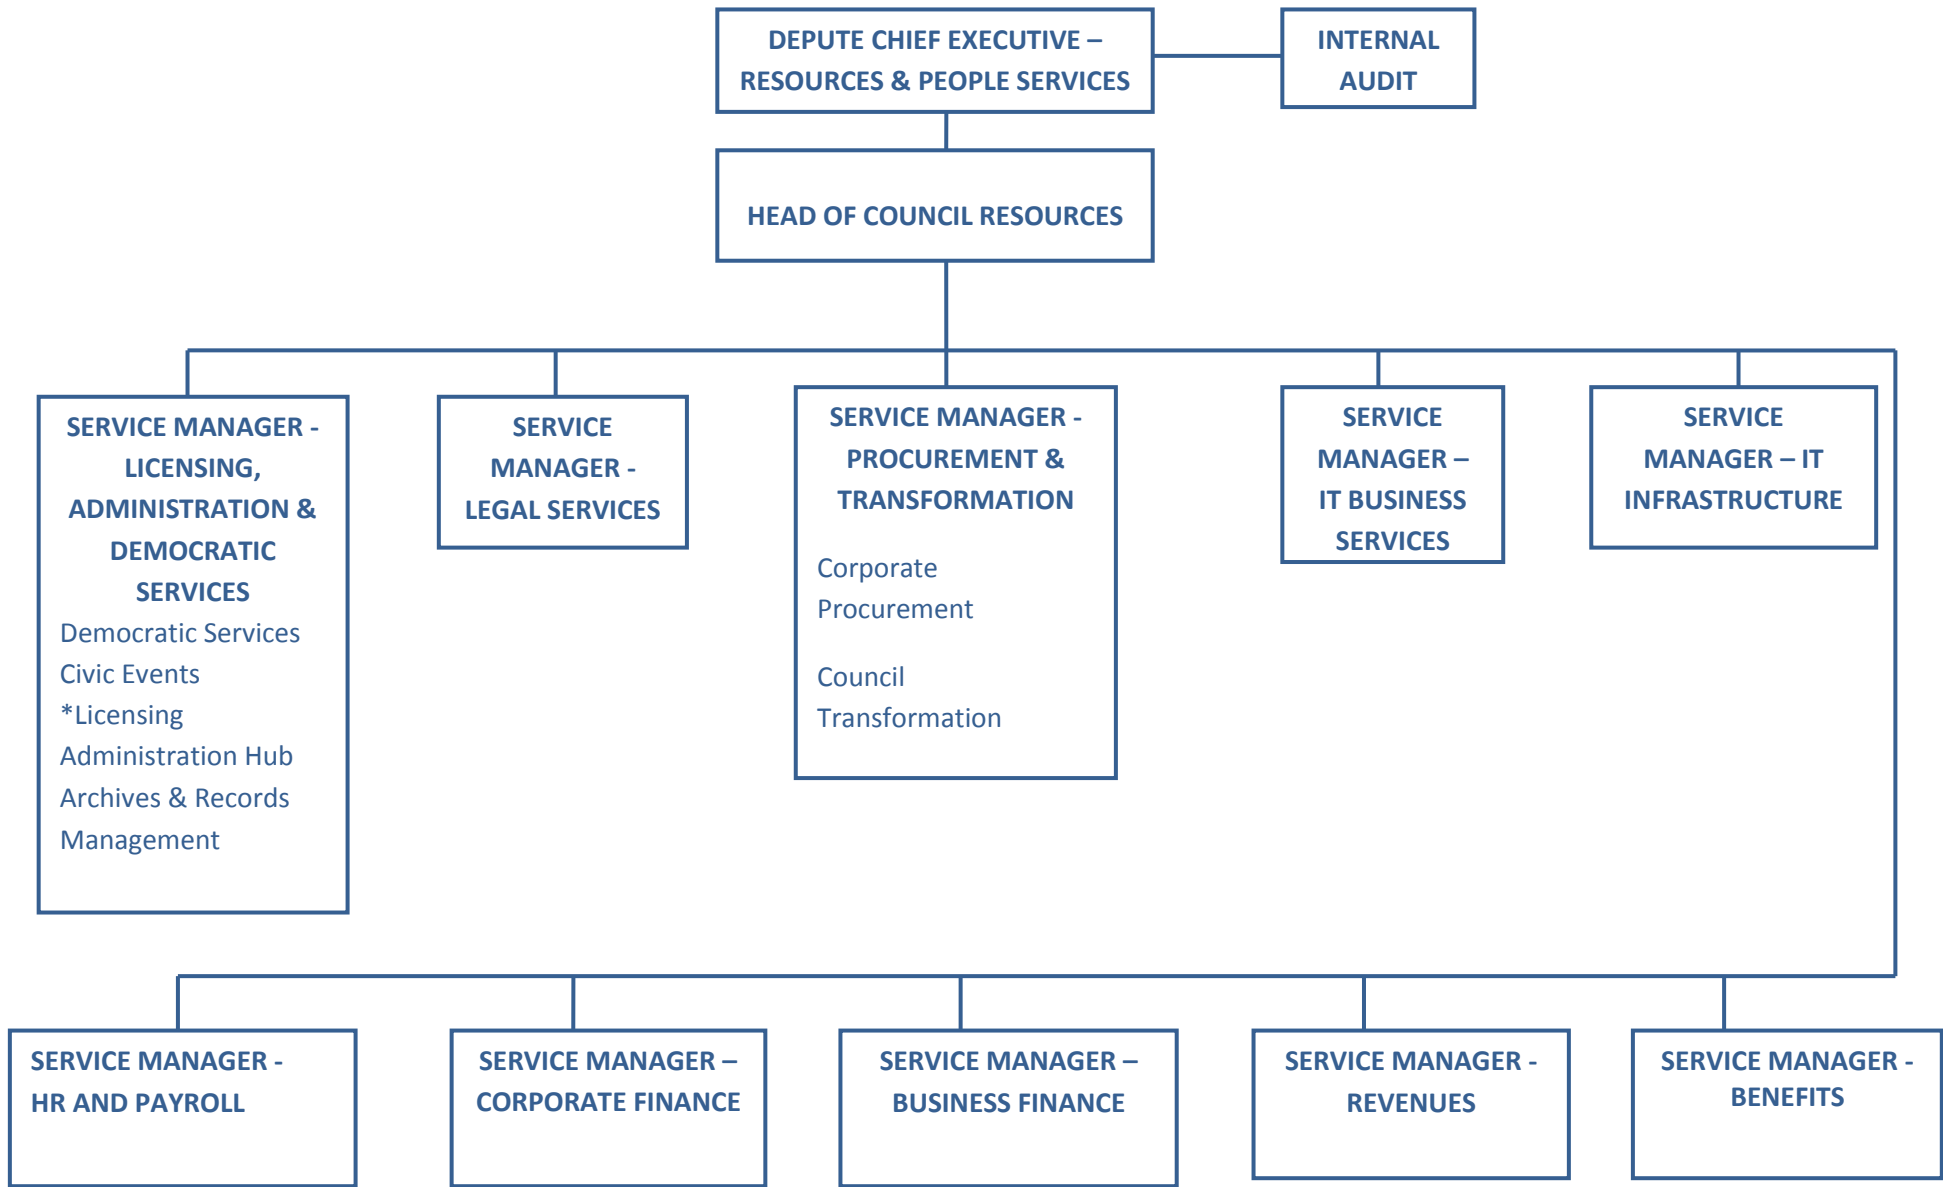 DEPUTE CHIEF EXECUTIVE –
RESOURCES & PEOPLE SERVICES
INTERNAL
AUDIT
HEAD OF COUNCIL RESOURCES
SERVICE MANAGER -
LICENSING,
ADMINISTRATION &
DEMOCRATIC
SERVICES
Democratic Services
Civic Events
*Licensing
Administration Hub
Archives & Records
Management
SERVICE
MANAGER -
LEGAL SERVICES
SERVICE MANAGER -
PROCUREMENT &
TRANSFORMATION
Corporate
Procurement
Council
Transformation
SERVICE
MANAGER –
IT BUSINESS
SERVICES
SERVICE
MANAGER – IT
INFRASTRUCTURE
SERVICE MANAGER -
HR AND PAYROLL
SERVICE MANAGER –
CORPORATE FINANCE
SERVICE MANAGER –
BUSINESS FINANCE
SERVICE MANAGER -
REVENUES
SERVICE MANAGER -
BENEFITS